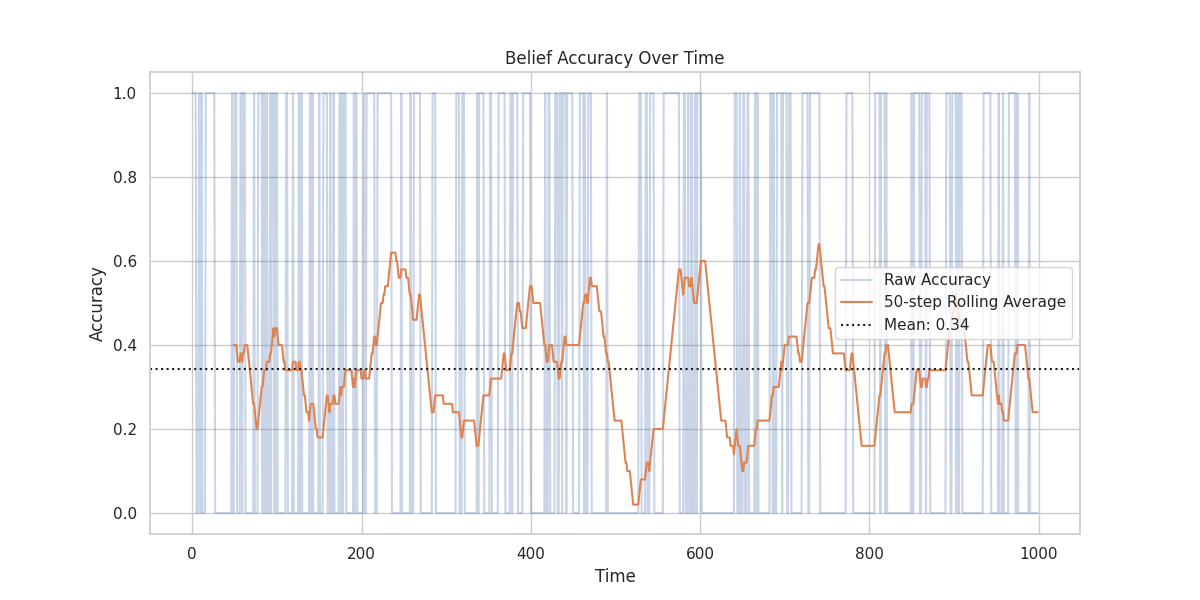 Belief Accuracy Over Time
Accuracy
1.0
0.8
0.6
0.4
0.2
0.0
Raw Accuracy
50-step Rolling Average
Mean: 0.34
0 200 400 600 800 1000
Time